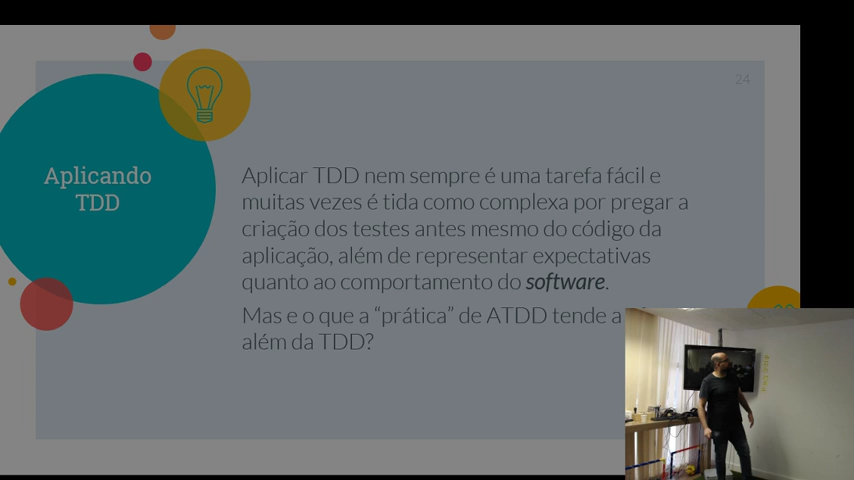 24
Aplicando
TDD
Aplicar TDD nem sempre é uma tarefa fácil e
muitas vezes é tida como complexa por pregar a
criação dos testes antes mesmo do código da
aplicação, além de representar expectativas
quanto ao comportamento do software.
Mas e o que a “prática” de ATDD tende a
além da TDD?